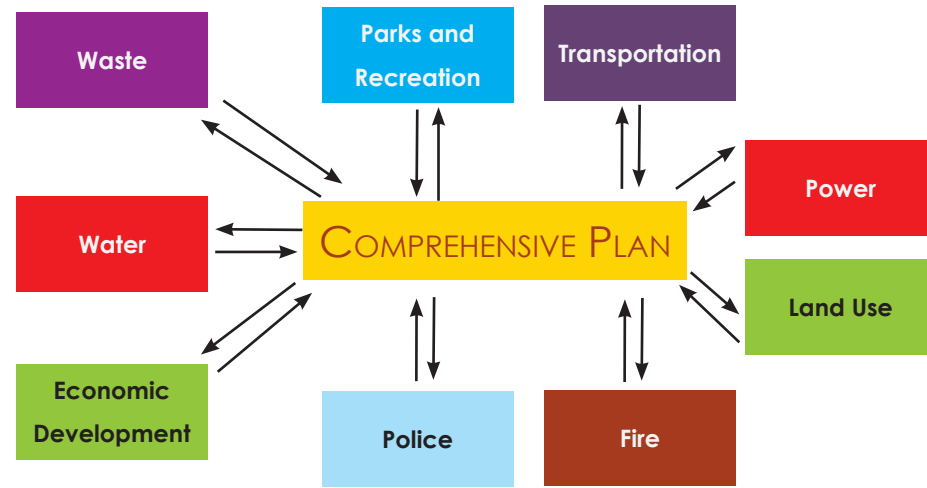 Waste
Parks and
Recreation
Transportation
Power
Water
COMPREHENSIVE PLAN
Land Use
Economic
Development
Police
Fire